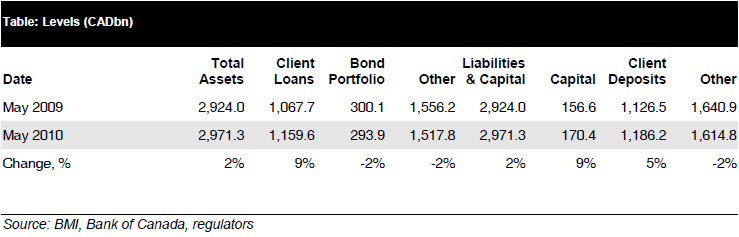 Table: Levels (CADbn)
Date Total Assets Client Loans Bond Portfolio Other Liabilities & Capital Capital Client Deposits Other
May 2009 2,924.0 1,067.7 300.1 1,556.2 2,924.0 156.6 1,126.5 1,640.9
May 2010 2,971.3 1,159.6 293.9 1,517.8 2,971.3 170.4 1,186.2 1,614.8
Change, % 2% 9% -2% -2% 2% 9% 5% -2%
Source: BMI, Bank of Canada, regulators